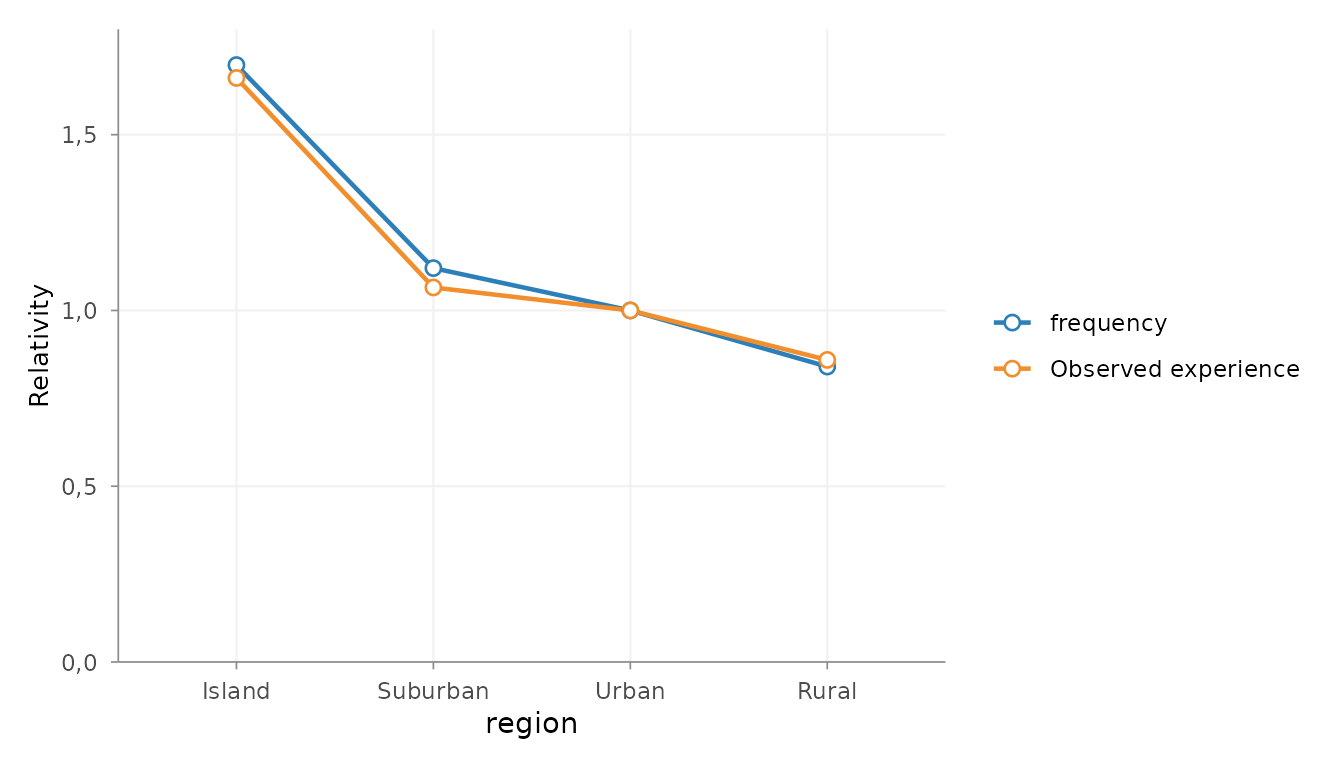 Relativity
1,5
1,0
0,5
0,0
Island
Suburban
Urban
Rural
region
frequency
Observed experience